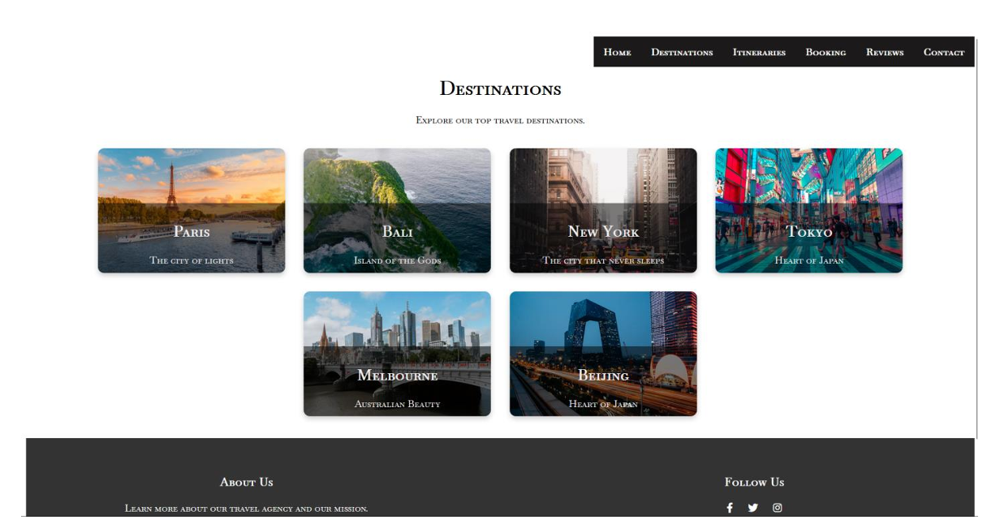 Home Destinations Itineraries Booking Reviews Contact
Destinations
Explore our top travel destinations.
Paris
The city of lights
Bali
Island of the Gods
New York
The city that never sleeps
Tokyo
Heart of Japan
Melbourne
Australian Beauty
Beijing
Heart of Japan
About Us
Learn more about our travel agency and our mission.
Follow Us